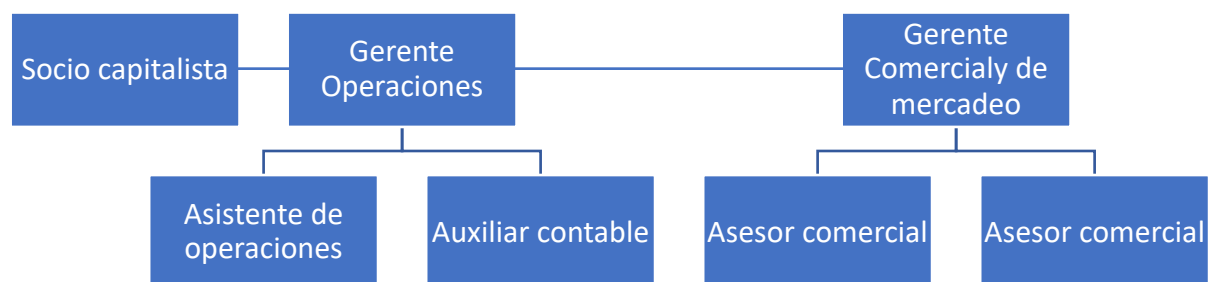 Socio capitalista
Gerente
Operaciones
Gerente
Comercialy de
mercadeo
Asistente de
operaciones
Auxiliar contable
Asesor comercial
Asesor comercial